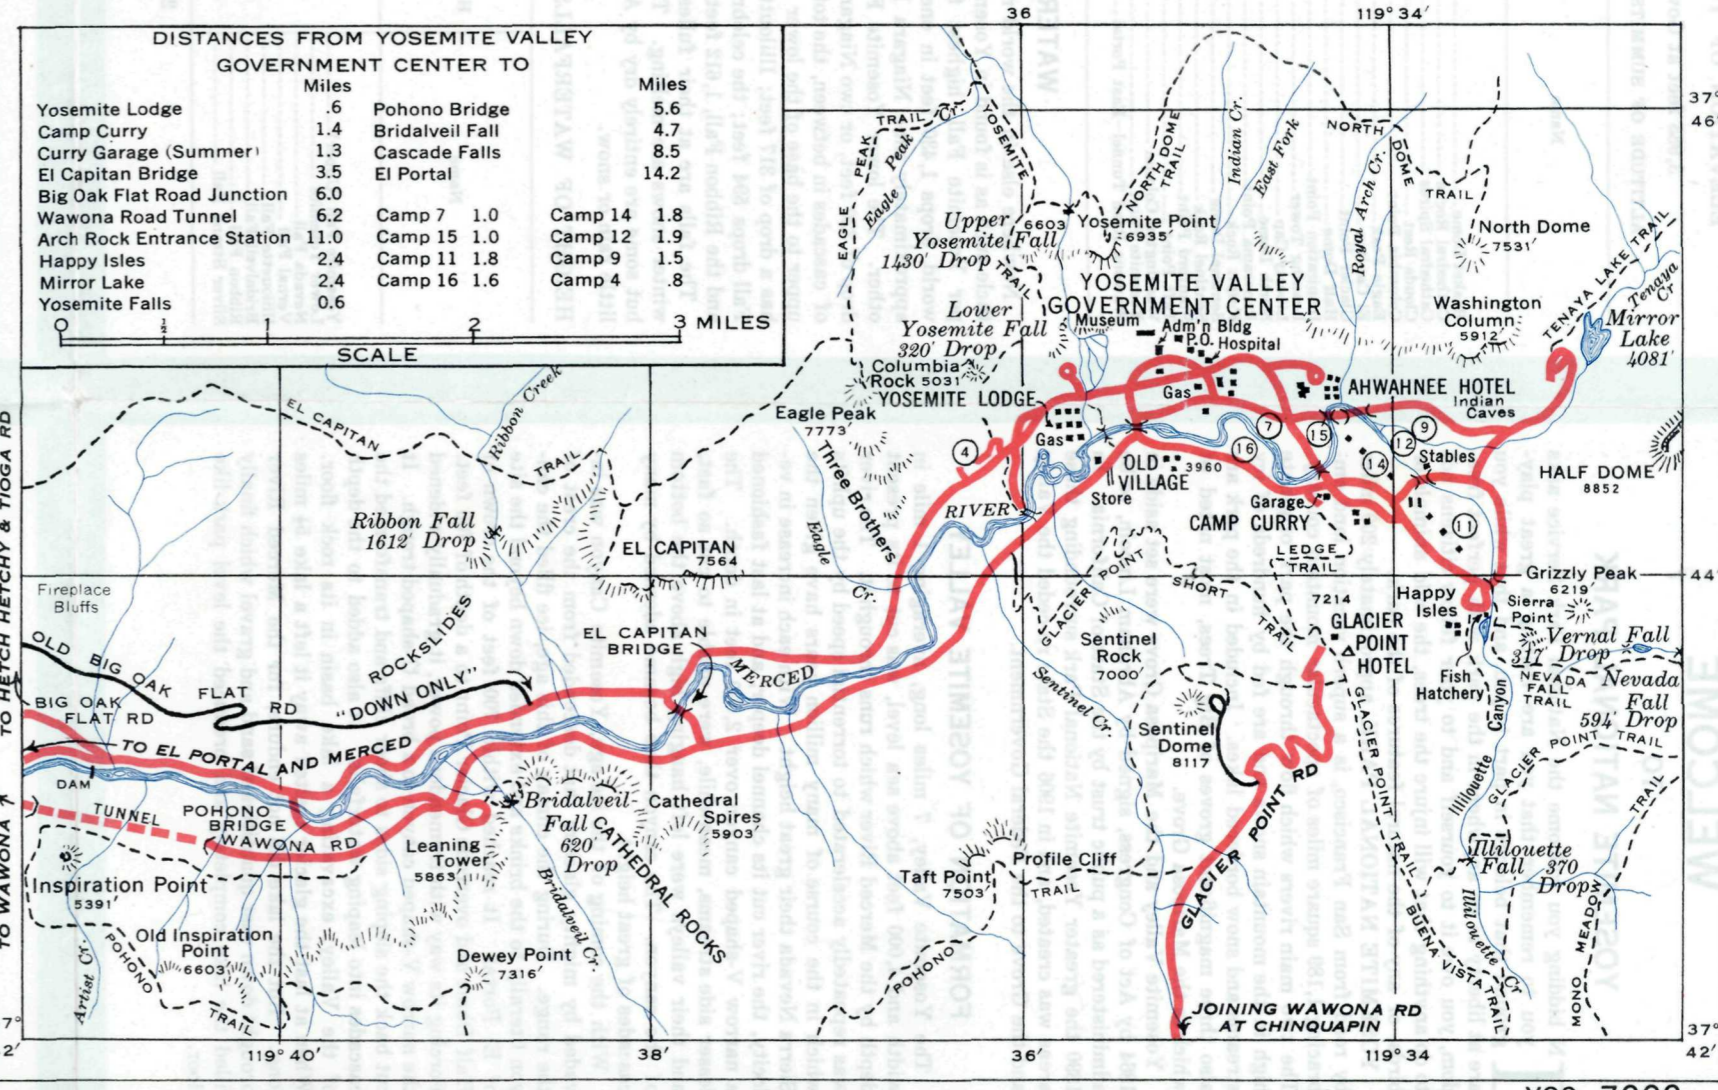 36
119° 34′
DISTANCES FROM YOSEMITE VALLEY
GOVERNMENT CENTER TO
Miles
Miles
Yosemite Lodge .6 Pohono Bridge 5.6
Camp Curry 1.4 Bridalveil Fall 4.7
Curry Garage (Summer) 1.3 Cascade Falls 8.5
El Capitan Bridge 3.5 El Portal 14.2
Big Oak Flat Road Junction 6.0
Wawona Road Tunnel 6.2 Camp 7 1.0 Camp 14 1.8
Arch Rock Entrance Station 11.0 Camp 15 1.0 Camp 12 1.9
Happy Isles 2.4 Camp 11 1.8 Camp 9 1.5
Mirror Lake 2.4 Camp 16 1.6 Camp 4 .8
Yosemite Falls 0.6
0 ½ 1 2 3 MILES
SCALE
37°
46′
EAGLE PEAK TRAIL
Eagle Peak Cr.
YOSEMITE
TRAIL
NORTH DOME
TRAIL
Indian Cr.
East Fork
Royal Arch Cr.
NORTH DOME TRAIL
Upper
Yosemite Fall
1430′ Drop
6603
Yosemite Point
6935′
North Dome
7531′
TENAYA LAKE TRAIL
Tenaya
Cr
Mirror
Lake
4081′
Washington
Column
5912′
YOSEMITE VALLEY
GOVERNMENT CENTER
Museum
Adm'n Bldg
P.O.
Hospital
Lower
Yosemite Fall
320′ Drop
Columbia
Rock 5031′
YOSEMITE LODGE
Gas
Gas
AHWAHNEE HOTEL
Indian
Caves
Eagle Peak
7773
Three Brothers
4
7
15
16
12
9
14
11
Stables
OLD
VILLAGE
3960
Store
Garage
CAMP CURRY
HALF DOME
8852
EL CAPITAN TRAIL
Ribbon Creek
Ribbon Fall
1612′ Drop
EL CAPITAN
7564
Eagle Cr.
MERCED RIVER
LEDGE
TRAIL
GLACIER POINT SHORT TRAIL
44′
Grizzly Peak
6219′
Happy
Isles
Sierra
Point
7214
GLACIER
POINT
HOTEL
Vernal Fall
317′ Drop
Fish
Hatchery
NEVADA
FALL
TRAIL
Nevada
Fall
594′ Drop
Sentinel
Rock
7000′
Sentinel Cr.
Sentinel
Dome
8117
Fireplace
Bluffs
ROCKSLIDES
EL CAPITAN
BRIDGE
OLD BIG OAK FLAT RD "DOWN ONLY"
BIG OAK
FLAT RD
TO EL PORTAL AND MERCED
DAM
TUNNEL
POHONO
BRIDGE
WAWONA RD
TO HETCH HETCHY & TIOGA RD
TO WAWONA
Leaning
Tower
5863′
Bridalveil
Fall
620′
Drop
Bridalveil Cr.
Cathedral
Spires
5903′
CATHEDRAL ROCKS
Inspiration Point
5391′
Old Inspiration
Point
6603′
Artist Cr.
POHONO TRAIL
Dewey Point
7316′
Taft Point
7503′
Profile Cliff
TRAIL
POHONO
GLACIER POINT RD
GLACIER POINT TRAIL
Illilouette Canyon
GLACIER POINT TRAIL
Illilouette
Fall 370
Drop
Illilouette Cr
BUENA VISTA TRAIL
MONO MEADOW TRAIL
JOINING WAWONA RD
AT CHINQUAPIN
7°
2′
119° 40′
38′
36′
119° 34
37°
42′